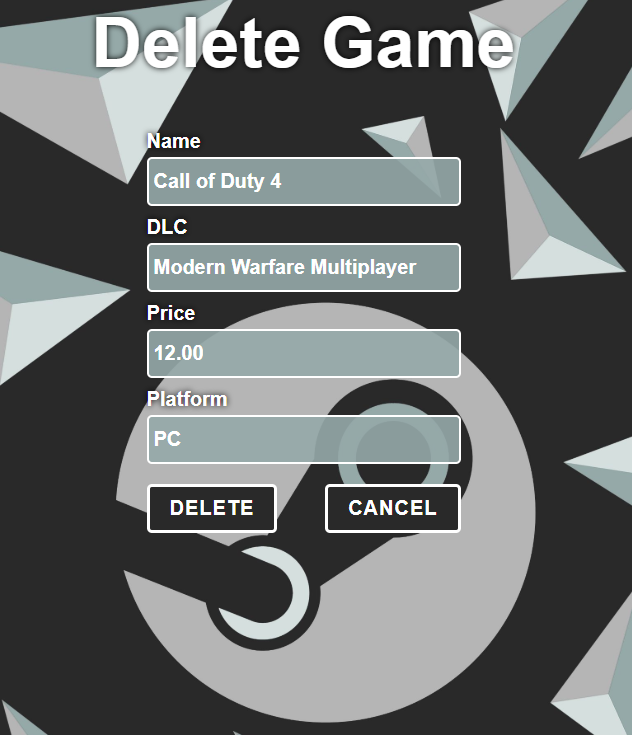 Delete Game
Name
Call of Duty 4
DLC
Modern Warfare Multiplayer
Price
12.00
Platform
PC
DELETE CANCEL